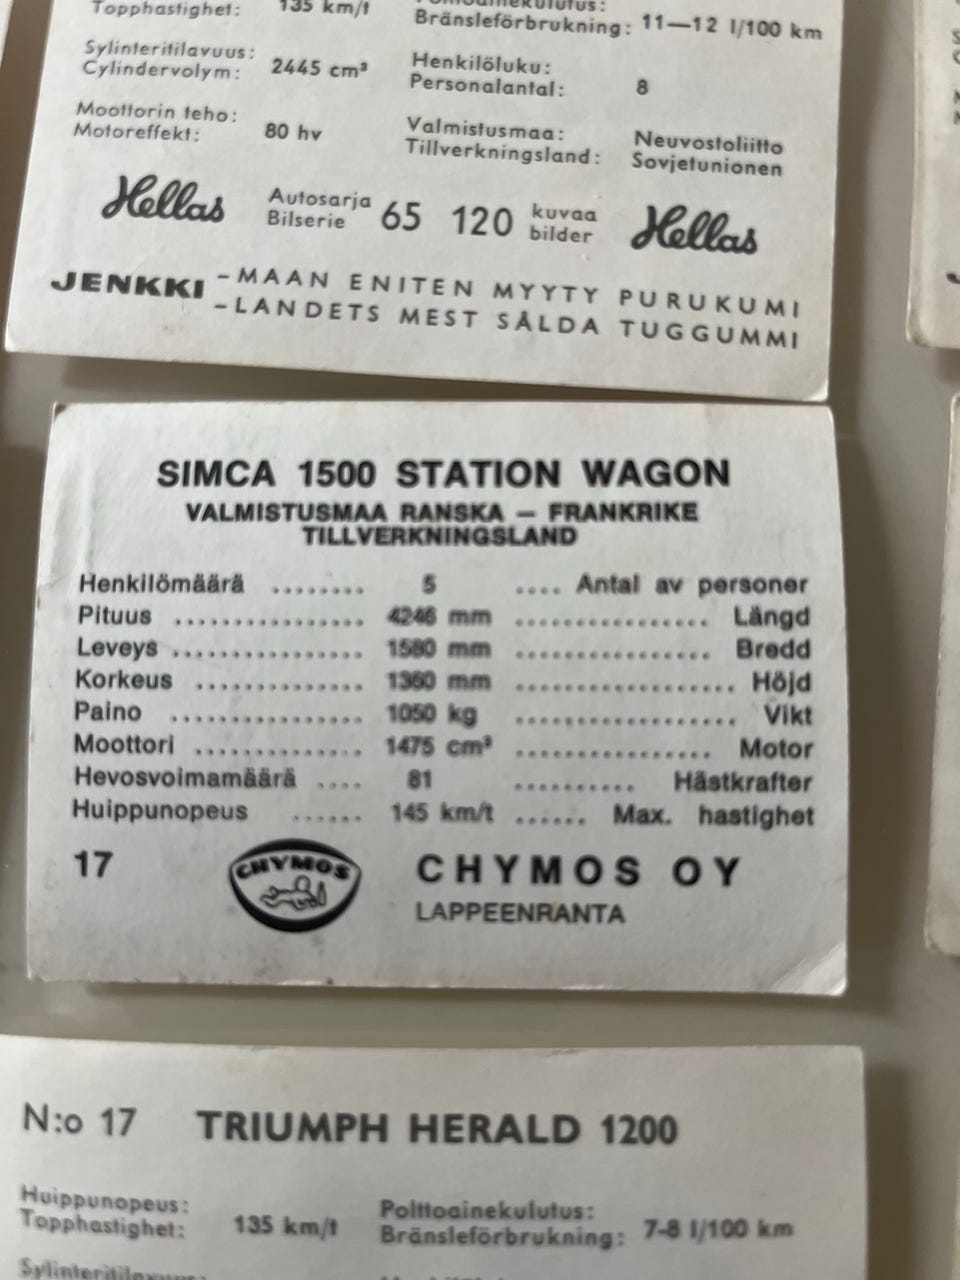 Topphastighet: 135 km/t
Bränsleförbrukning: 11—12 l/100 km
Sylinteritilavuus:
Cylindervolym: 2445 cm³
Henkilöluku:
Personalantal: 8
Moottorin teho:
Motoreffekt: 80 hv
Valmistusmaa: Neuvostoliitto
Tillverkningsland: Sovjetunionen
Hellas Autosarja Bilserie 65 120 kuvaa bilder Hellas
JENKKI –MAAN ENITEN MYYTY PURUKUMI
–LANDETS MEST SÅLDA TUGGUMMI
SIMCA 1500 STATION WAGON
VALMISTUSMAA RANSKA — FRANKRIKE
TILLVERKNINGSLAND
Henkilömäärä ........ 5 .... Antal av personer
Pituus ................ 4246 mm ................ Längd
Leveys ................ 1580 mm ................ Bredd
Korkeus .............. 1360 mm .................. Höjd
Paino ................ 1050 kg .................. Vikt
Moottori .............. 1475 cm³ ................ Motor
Hevosvoimamäärä .... 81 .......... Hästkrafter
Huippunopeus ...... 145 km/t ...... Max. hastighet
17 CHYMOS CHYMOS OY
LAPPEENRANTA
N:o 17 TRIUMPH HERALD 1200
Huippunopeus:
Topphastighet: 135 km/t
Polttoainekulutus:
Bränsleförbrukning: 7-8 l/100 km